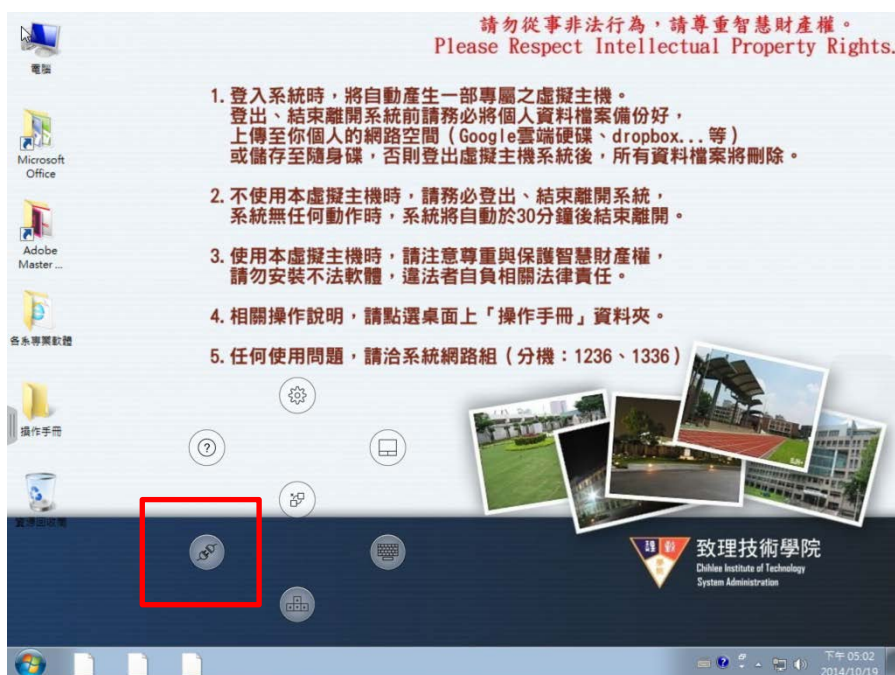 請勿從事非法行為，請尊重智慧財產權。
Please Respect Intellectual Property Rights.
電腦
Microsoft
Office
Adobe
Master ...
各系專業軟體
操作手冊
資源回收筒
1. 登入系統時，將自動產生一部專屬之虛擬主機。
登出、結束離開系統前請務必將個人資料檔案備份好，
上傳至你個人的網路空間（Google雲端硬碟、dropbox...等）
或儲存至隨身碟，否則登出虛擬主機系統後，所有資料檔案將刪除。
2. 不使用本虛擬主機時，請務必登出、結束離開系統，
系統無任何動作時，系統將自動於30分鐘後結束離開。
3. 使用本虛擬主機時，請注意尊重與保護智慧財產權，
請勿安裝不法軟體，違法者自負相關法律責任。
4. 相關操作說明，請點選桌面上「操作手冊」資料夾。
5. 任何使用問題，請洽系統網路組（分機：1236、1336）
致理技術學院
Chihlee Institute of Technology
System Administration
下午 05:02
2014/10/19